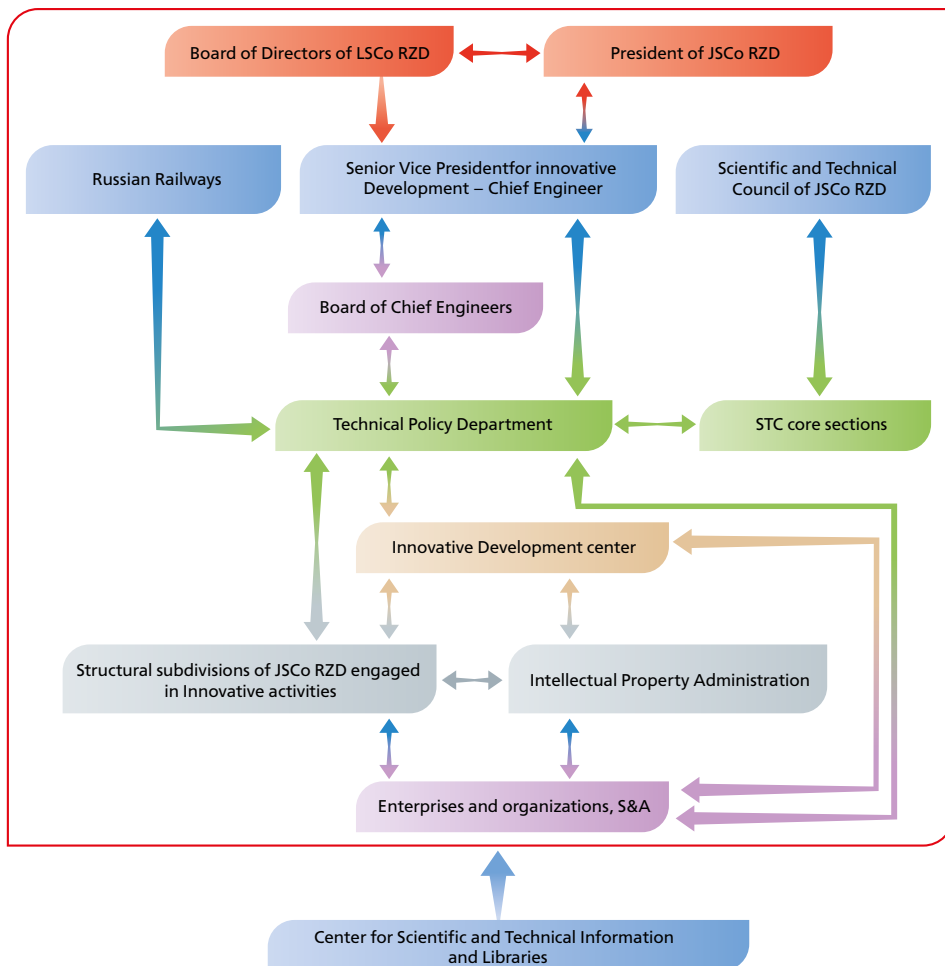 Board of Directors of LSCo RZD
President of JSCo RZD
Russian Railways
Senior Vice Presidentfor innovative
Development – Chief Engineer
Scientific and Technical
Council of JSCo RZD
Board of Chief Engineers
Technical Policy Department
STC core sections
Innovative Development center
Structural subdivisions of JSCo RZD engaged
in Innovative activities
Intellectual Property Administration
Enterprises and organizations, S&A
Center for Scientific and Technical Information
and Libraries